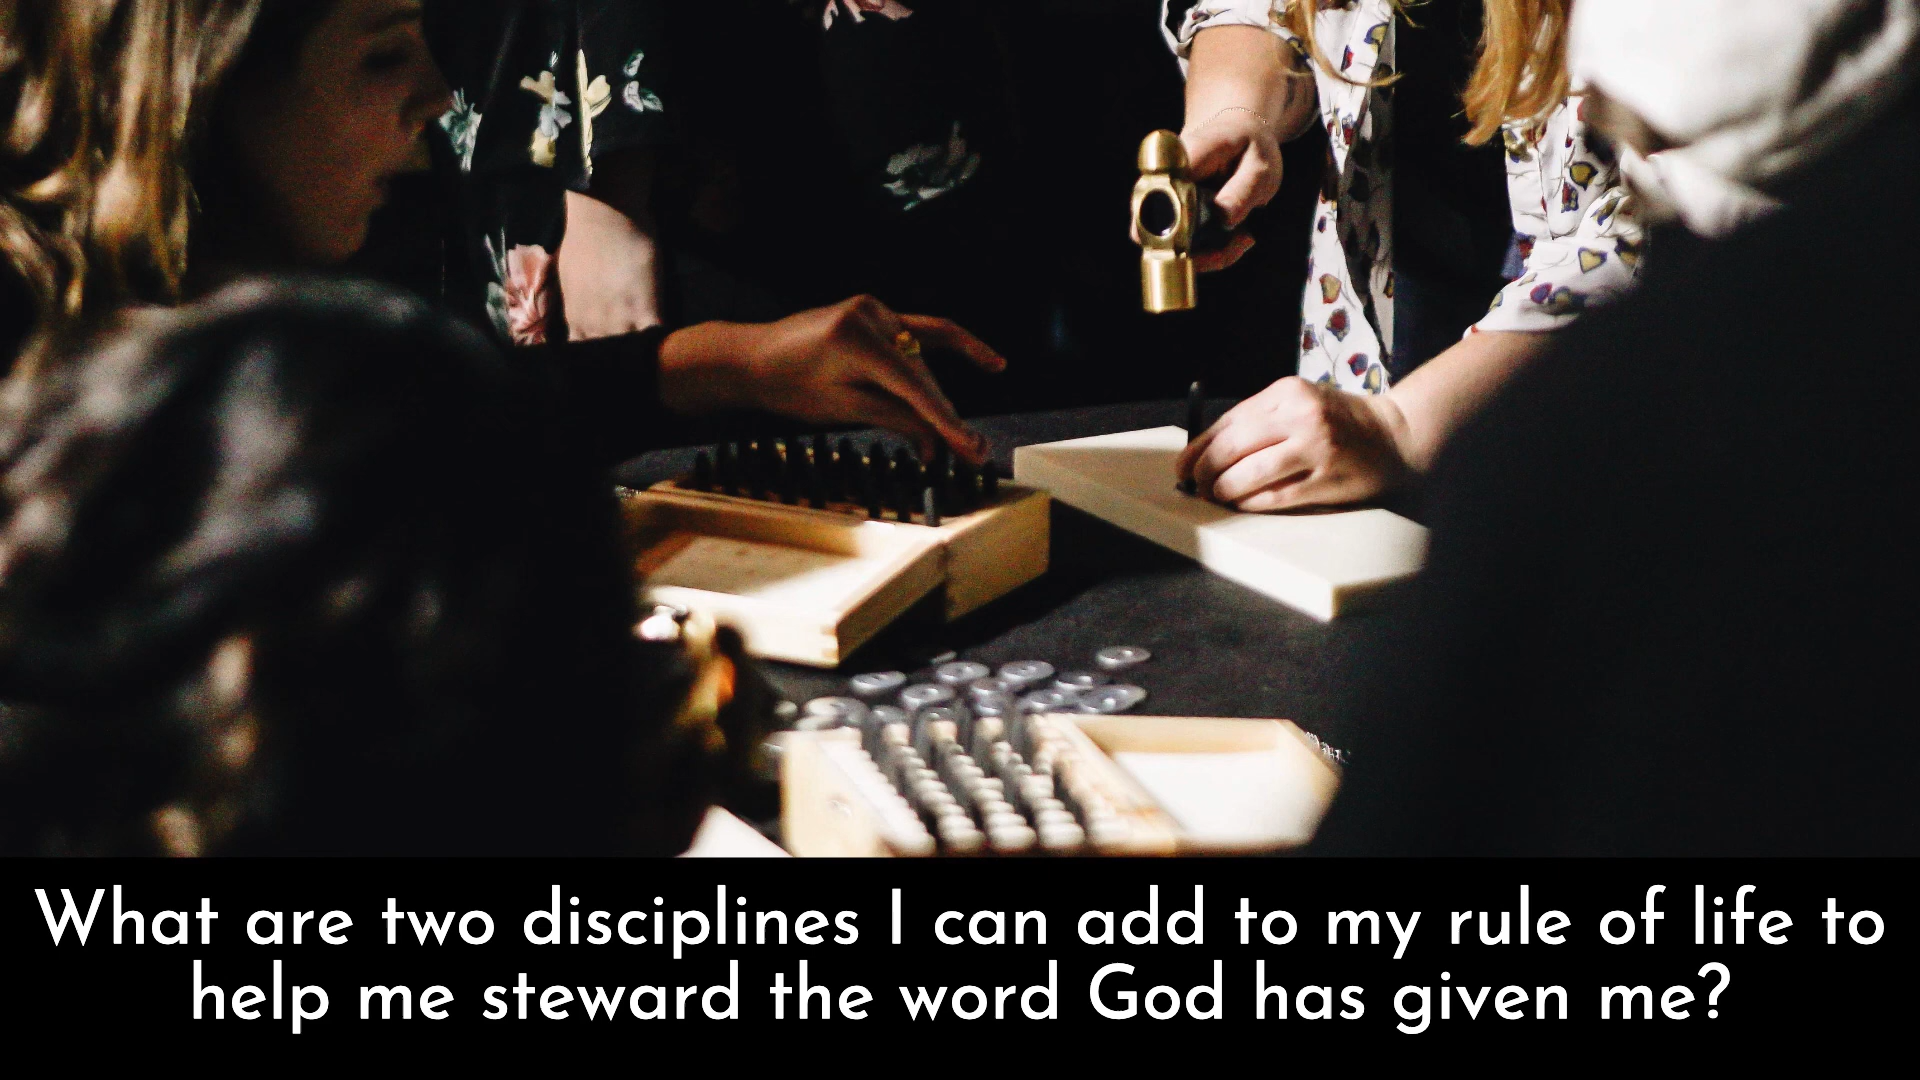 What are two disciplines I can add to my rule of life to
help me steward the word God has given me?